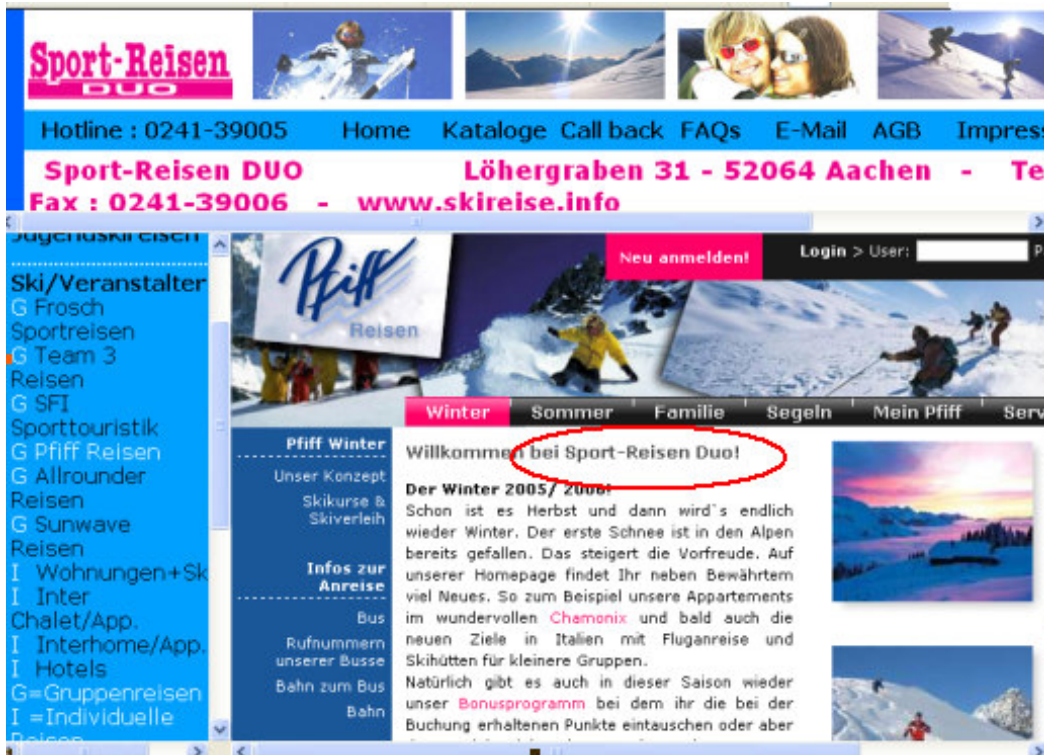 Sport-Reisen
DUO
Hotline : 0241-39005 Home Kataloge Call back FAQs E-Mail AGB Impress
Sport-Reisen DUO Löhergraben 31 - 52064 Aachen - Te
Fax : 0241-39006 - www.skireise.info
Jugendskireisen
Ski/Veranstalter
G Frosch
Sportreisen
G Team 3
Reisen
G SFI
Sporttouristik
G Pfiff Reisen
G Allrounder
Reisen
G Sunwave
Reisen
I Wohnungen+Sk
I Inter
Chalet/App.
I Interhome/App.
I Hotels
G=Gruppenreisen
I =Individuelle
Reisen
Pfiff
Reisen
Neu anmelden!
Login > User: P
Winter Sommer Familie Segeln Mein Pfiff Serv
Pfiff Winter
Unser Konzept
Skikurse &
Skiverleih
Infos zur
Anreise
Bus
Rufnummern
unserer Busse
Bahn zum Bus
Bahn
Willkommen bei Sport-Reisen Duo!
Der Winter 2005/ 2006!
Schon ist es Herbst und dann wird`s endlich
wieder Winter. Der erste Schnee ist in den Alpen
bereits gefallen. Das steigert die Vorfreude. Auf
unserer Homepage findet Ihr neben Bewährtem
viel Neues. So zum Beispiel unsere Appartements
im wundervollen Chamonix und bald auch die
neuen Ziele in Italien mit Fluganreise und
Skihütten für kleinere Gruppen.
Natürlich gibt es auch in dieser Saison wieder
unser Bonusprogramm bei dem ihr die bei der
Buchung erhaltenen Punkte eintauschen oder aber